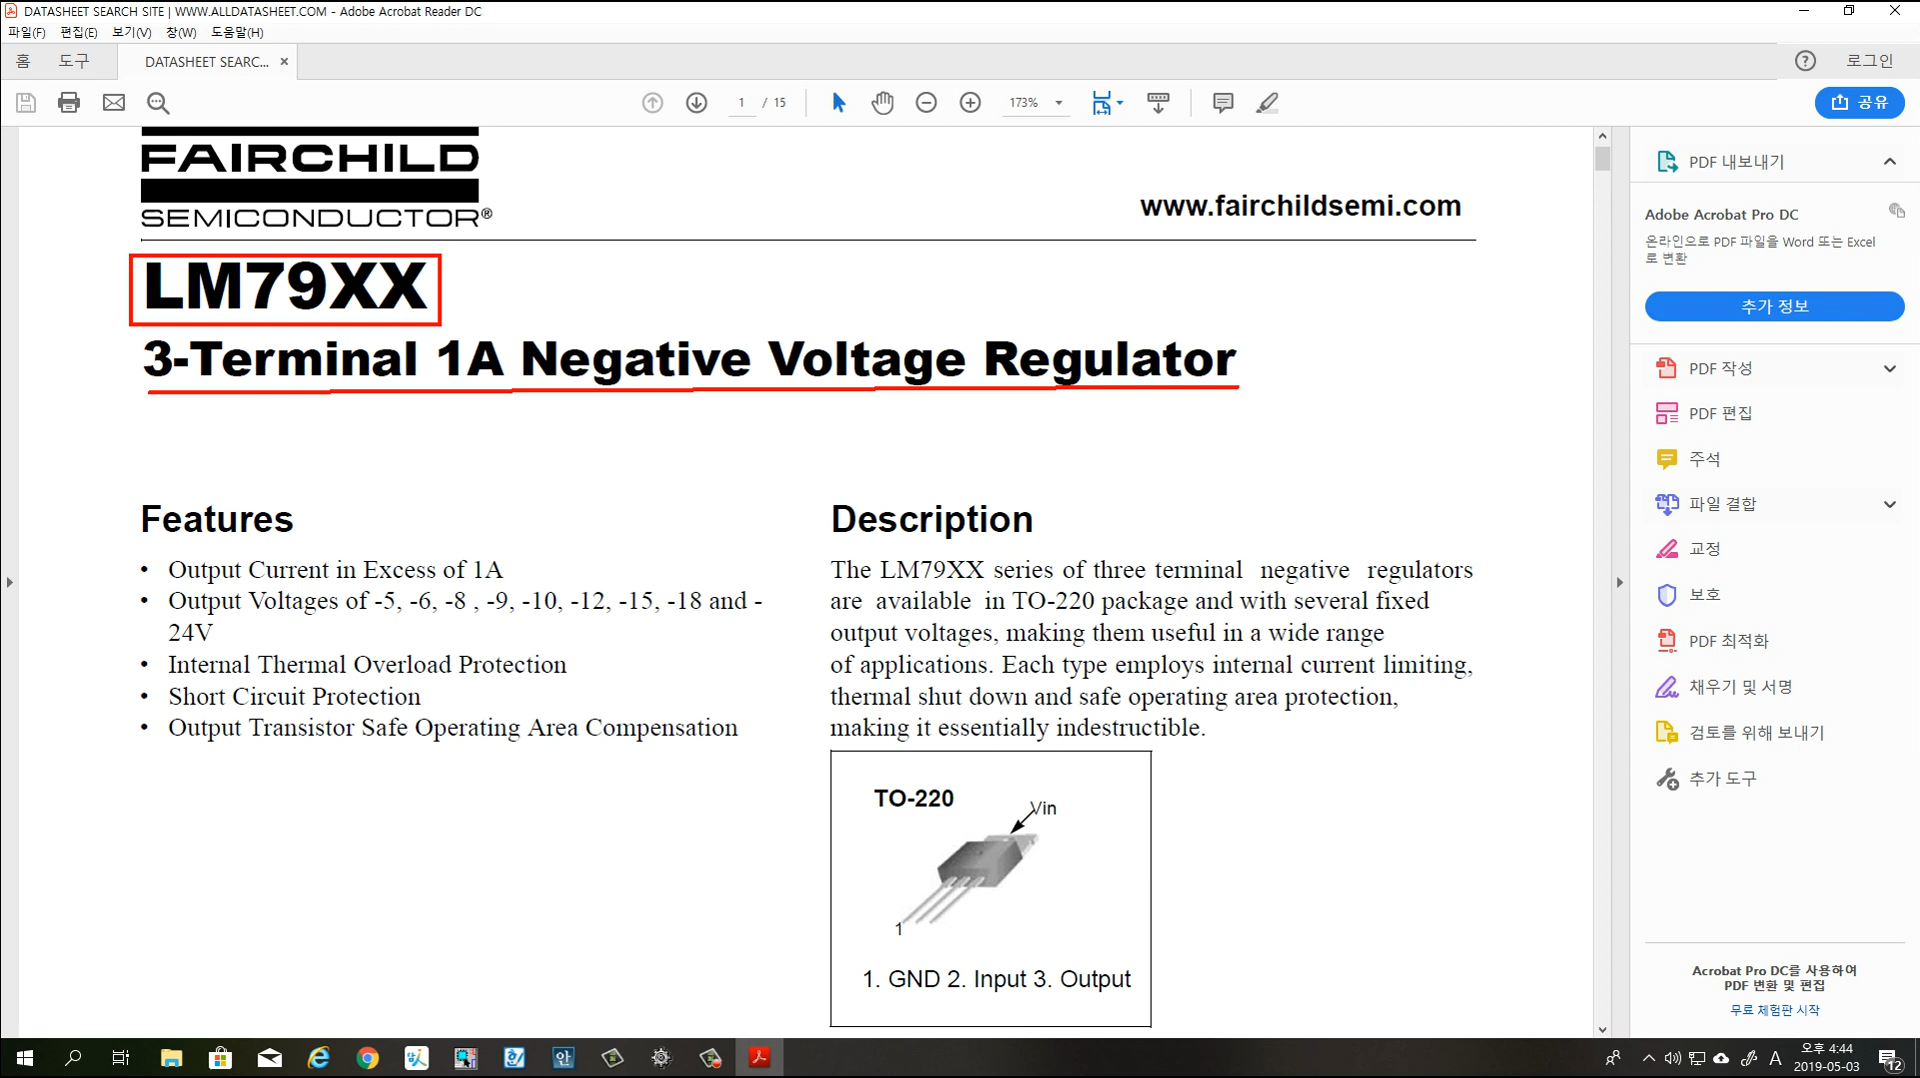 DATASHEET SEARCH SITE | WWW.ALLDATASHEET.COM - Adobe Acrobat Reader DC
파일(F) 편집(E) 보기(V) 창(W) 도움말(H)
홈 도구 DATASHEET SEARC... × 로그인
1 / 15 173% 공유
FAIRCHILD
SEMICONDUCTOR®
www.fairchildsemi.com
LM79XX
3-Terminal 1A Negative Voltage Regulator
Features
• Output Current in Excess of 1A
• Output Voltages of -5, -6, -8 , -9, -10, -12, -15, -18 and -
24V
• Internal Thermal Overload Protection
• Short Circuit Protection
• Output Transistor Safe Operating Area Compensation
Description
The LM79XX series of three terminal negative regulators
are available in TO-220 package and with several fixed
output voltages, making them useful in a wide range
of applications. Each type employs internal current limiting,
thermal shut down and safe operating area protection,
making it essentially indestructible.
TO-220
Vin
1
1. GND 2. Input 3. Output
PDF 내보내기
Adobe Acrobat Pro DC
온라인으로 PDF 파일을 Word 또는 Excel
로 변환
추가 정보
PDF 작성
PDF 편집
주석
파일 결합
교정
보호
PDF 최적화
채우기 및 서명
검토를 위해 보내기
추가 도구
Acrobat Pro DC를 사용하여
PDF 변환 및 편집
무료 체험판 시작
안
A
오후 4:44
2019-05-03
12